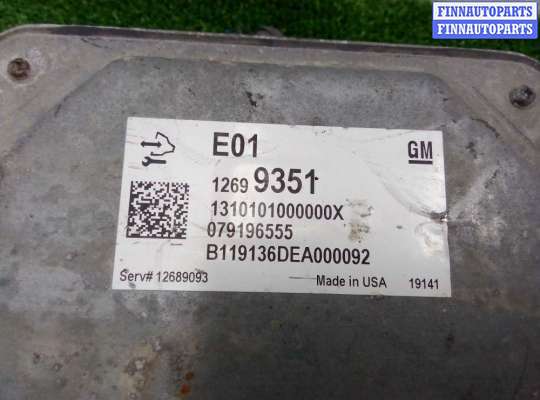 FINNAUTOPARTS
FINNAUTOPARTS
E01
GM
1269 9351
1310101000000X
079196555
B119136DEA000092
Serv# 12689093
Made in USA
19141